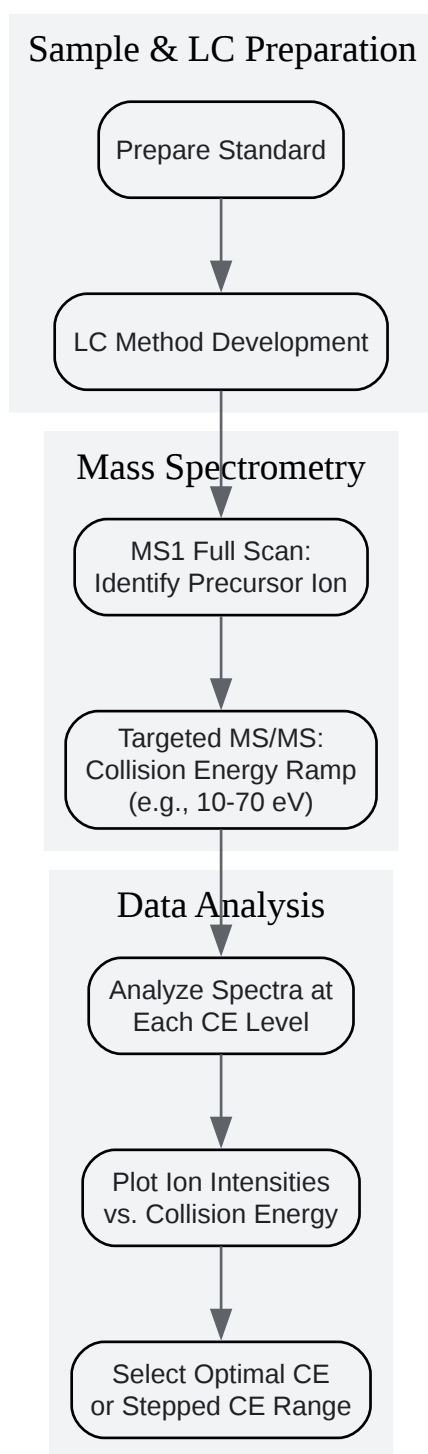 Sample & LC Preparation
Prepare Standard
LC Method Development
Mass Spectrometry
MS1 Full Scan:
Identify Precursor Ion
Targeted MS/MS:
Collision Energy Ramp
(e.g., 10-70 eV)
Data Analysis
Analyze Spectra at
Each CE Level
Plot Ion Intensities
vs. Collision Energy
Select Optimal CE
or Stepped CE Range